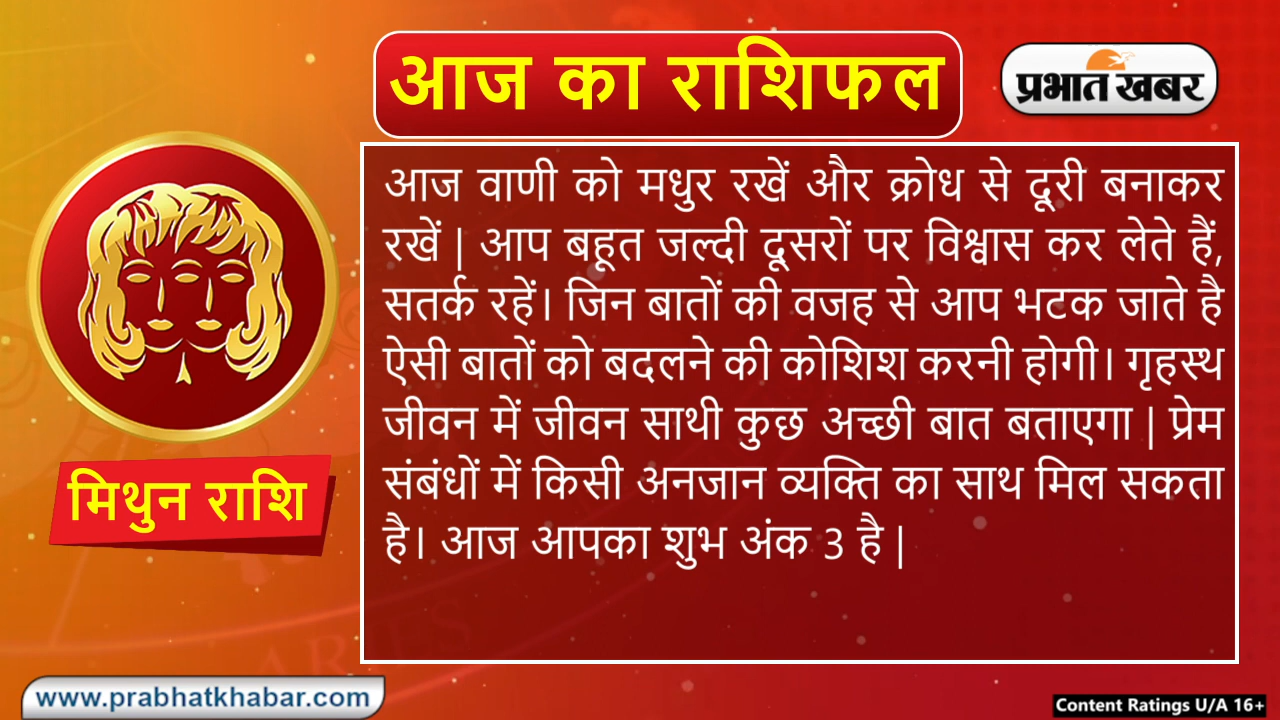 आज का राशिफल
प्रभात खबर
आज वाणी को मधुर रखें और क्रोध से दूरी बनाकर
रखें | आप बहूत जल्दी दूसरों पर विश्वास कर लेते हैं,
सतर्क रहें। जिन बातों की वजह से आप भटक जाते है
ऐसी बातों को बदलने की कोशिश करनी होगी। गृहस्थ
जीवन में जीवन साथी कुछ अच्छी बात बताएगा | प्रेम
संबंधों में किसी अनजान व्यक्ति का साथ मिल सकता
है। आज आपका शुभ अंक 3 है |
मिथुन राशि
ARIES
www.prabhatkhabar.com
Content Ratings U/A 16+